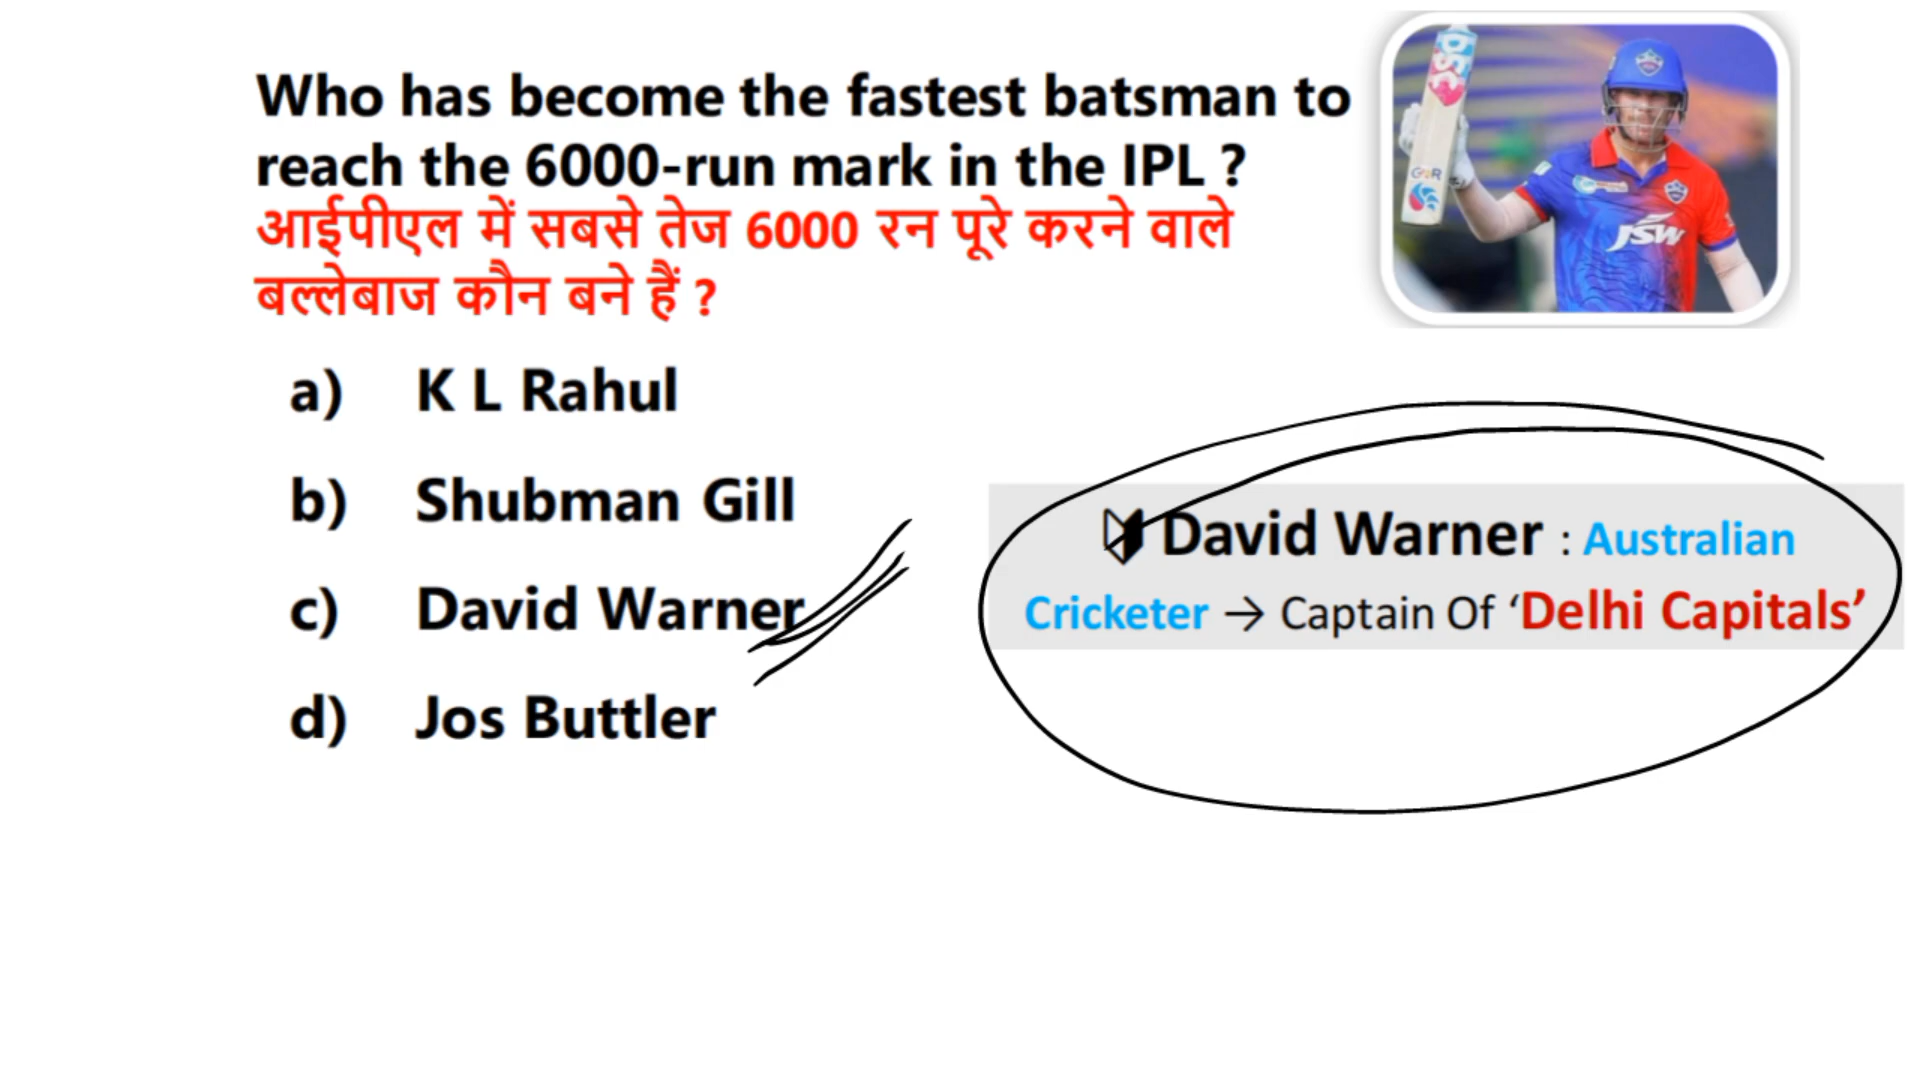 Who has become the fastest batsman to
reach the 6000-run mark in the IPL ?
आईपीएल में सबसे तेज 6000 रन पूरे करने वाले
बल्लेबाज कौन बने हैं ?
a) K L Rahul
b) Shubman Gill
c) David Warner
d) Jos Buttler
David Warner : Australian
Cricketer → Captain Of ‘Delhi Capitals’
DSC
JSW